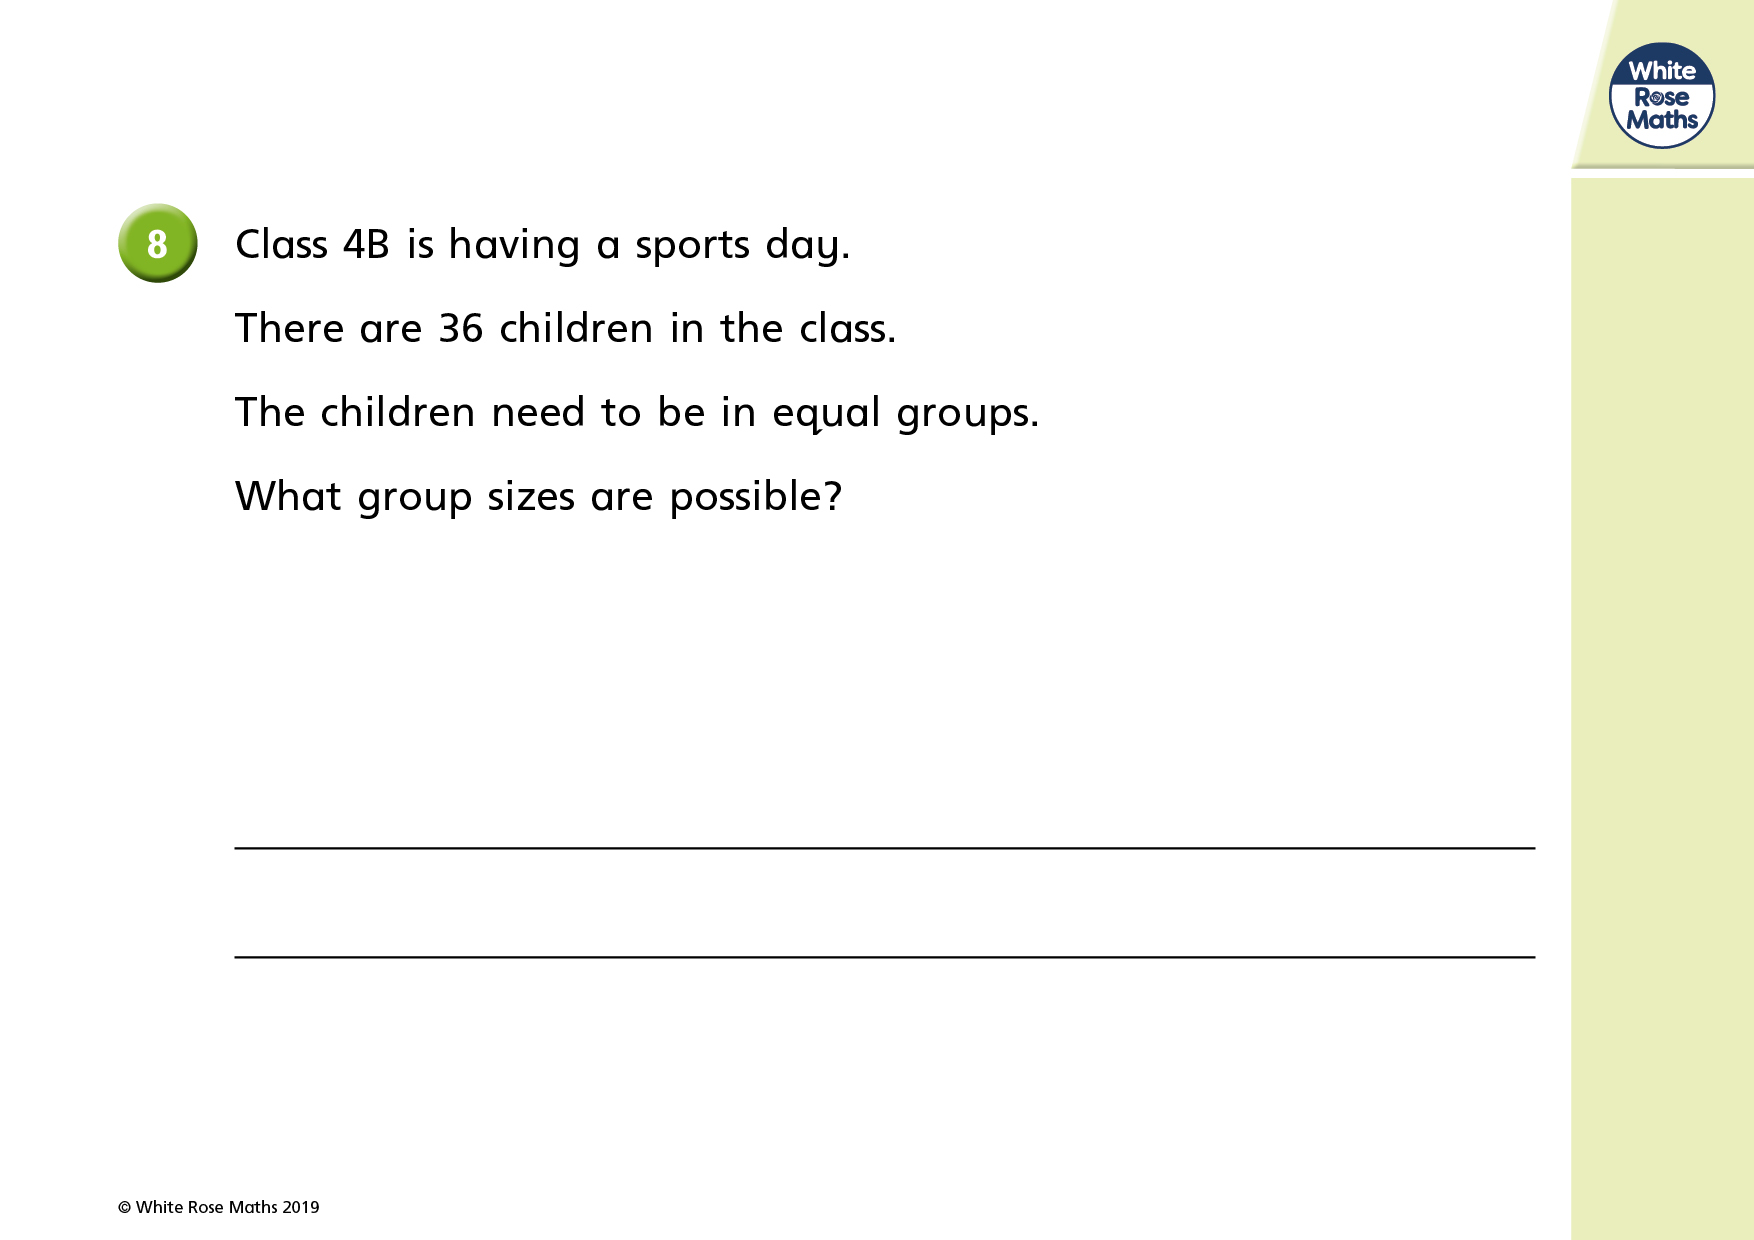 White
Rose
Maths
8 Class 4B is having a sports day.
There are 36 children in the class.
The children need to be in equal groups.
What group sizes are possible?
© White Rose Maths 2019